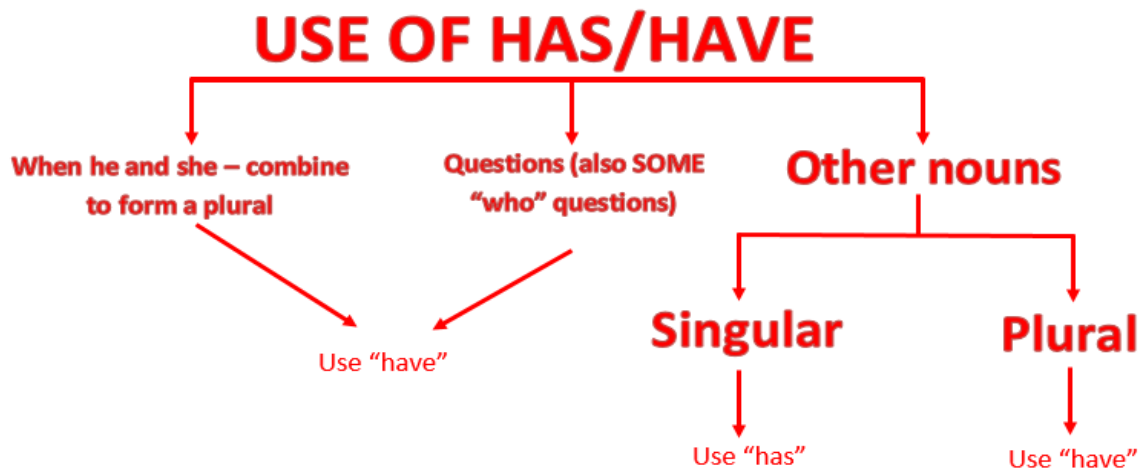 USE OF HAS/HAVE
When he and she – combine
to form a plural
Questions (also SOME
“who” questions)
Other nouns
Use “have”
Singular
Plural
Use “has”
Use “have”